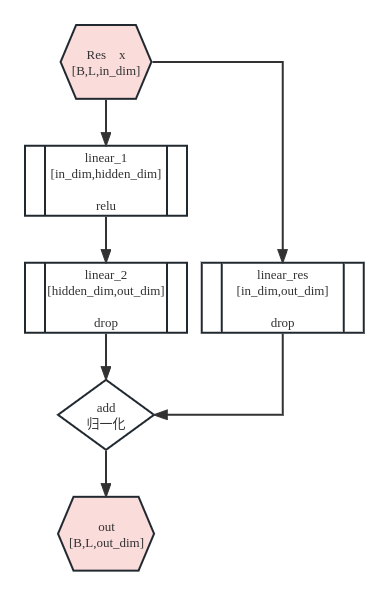 Res x
[B,L,in_dim]
linear_1
[in_dim,hidden_dim]
relu
linear_2
[hidden_dim,out_dim]
drop
linear_res
[in_dim,out_dim]
drop
add
归一化
out
[B,L,out_dim]